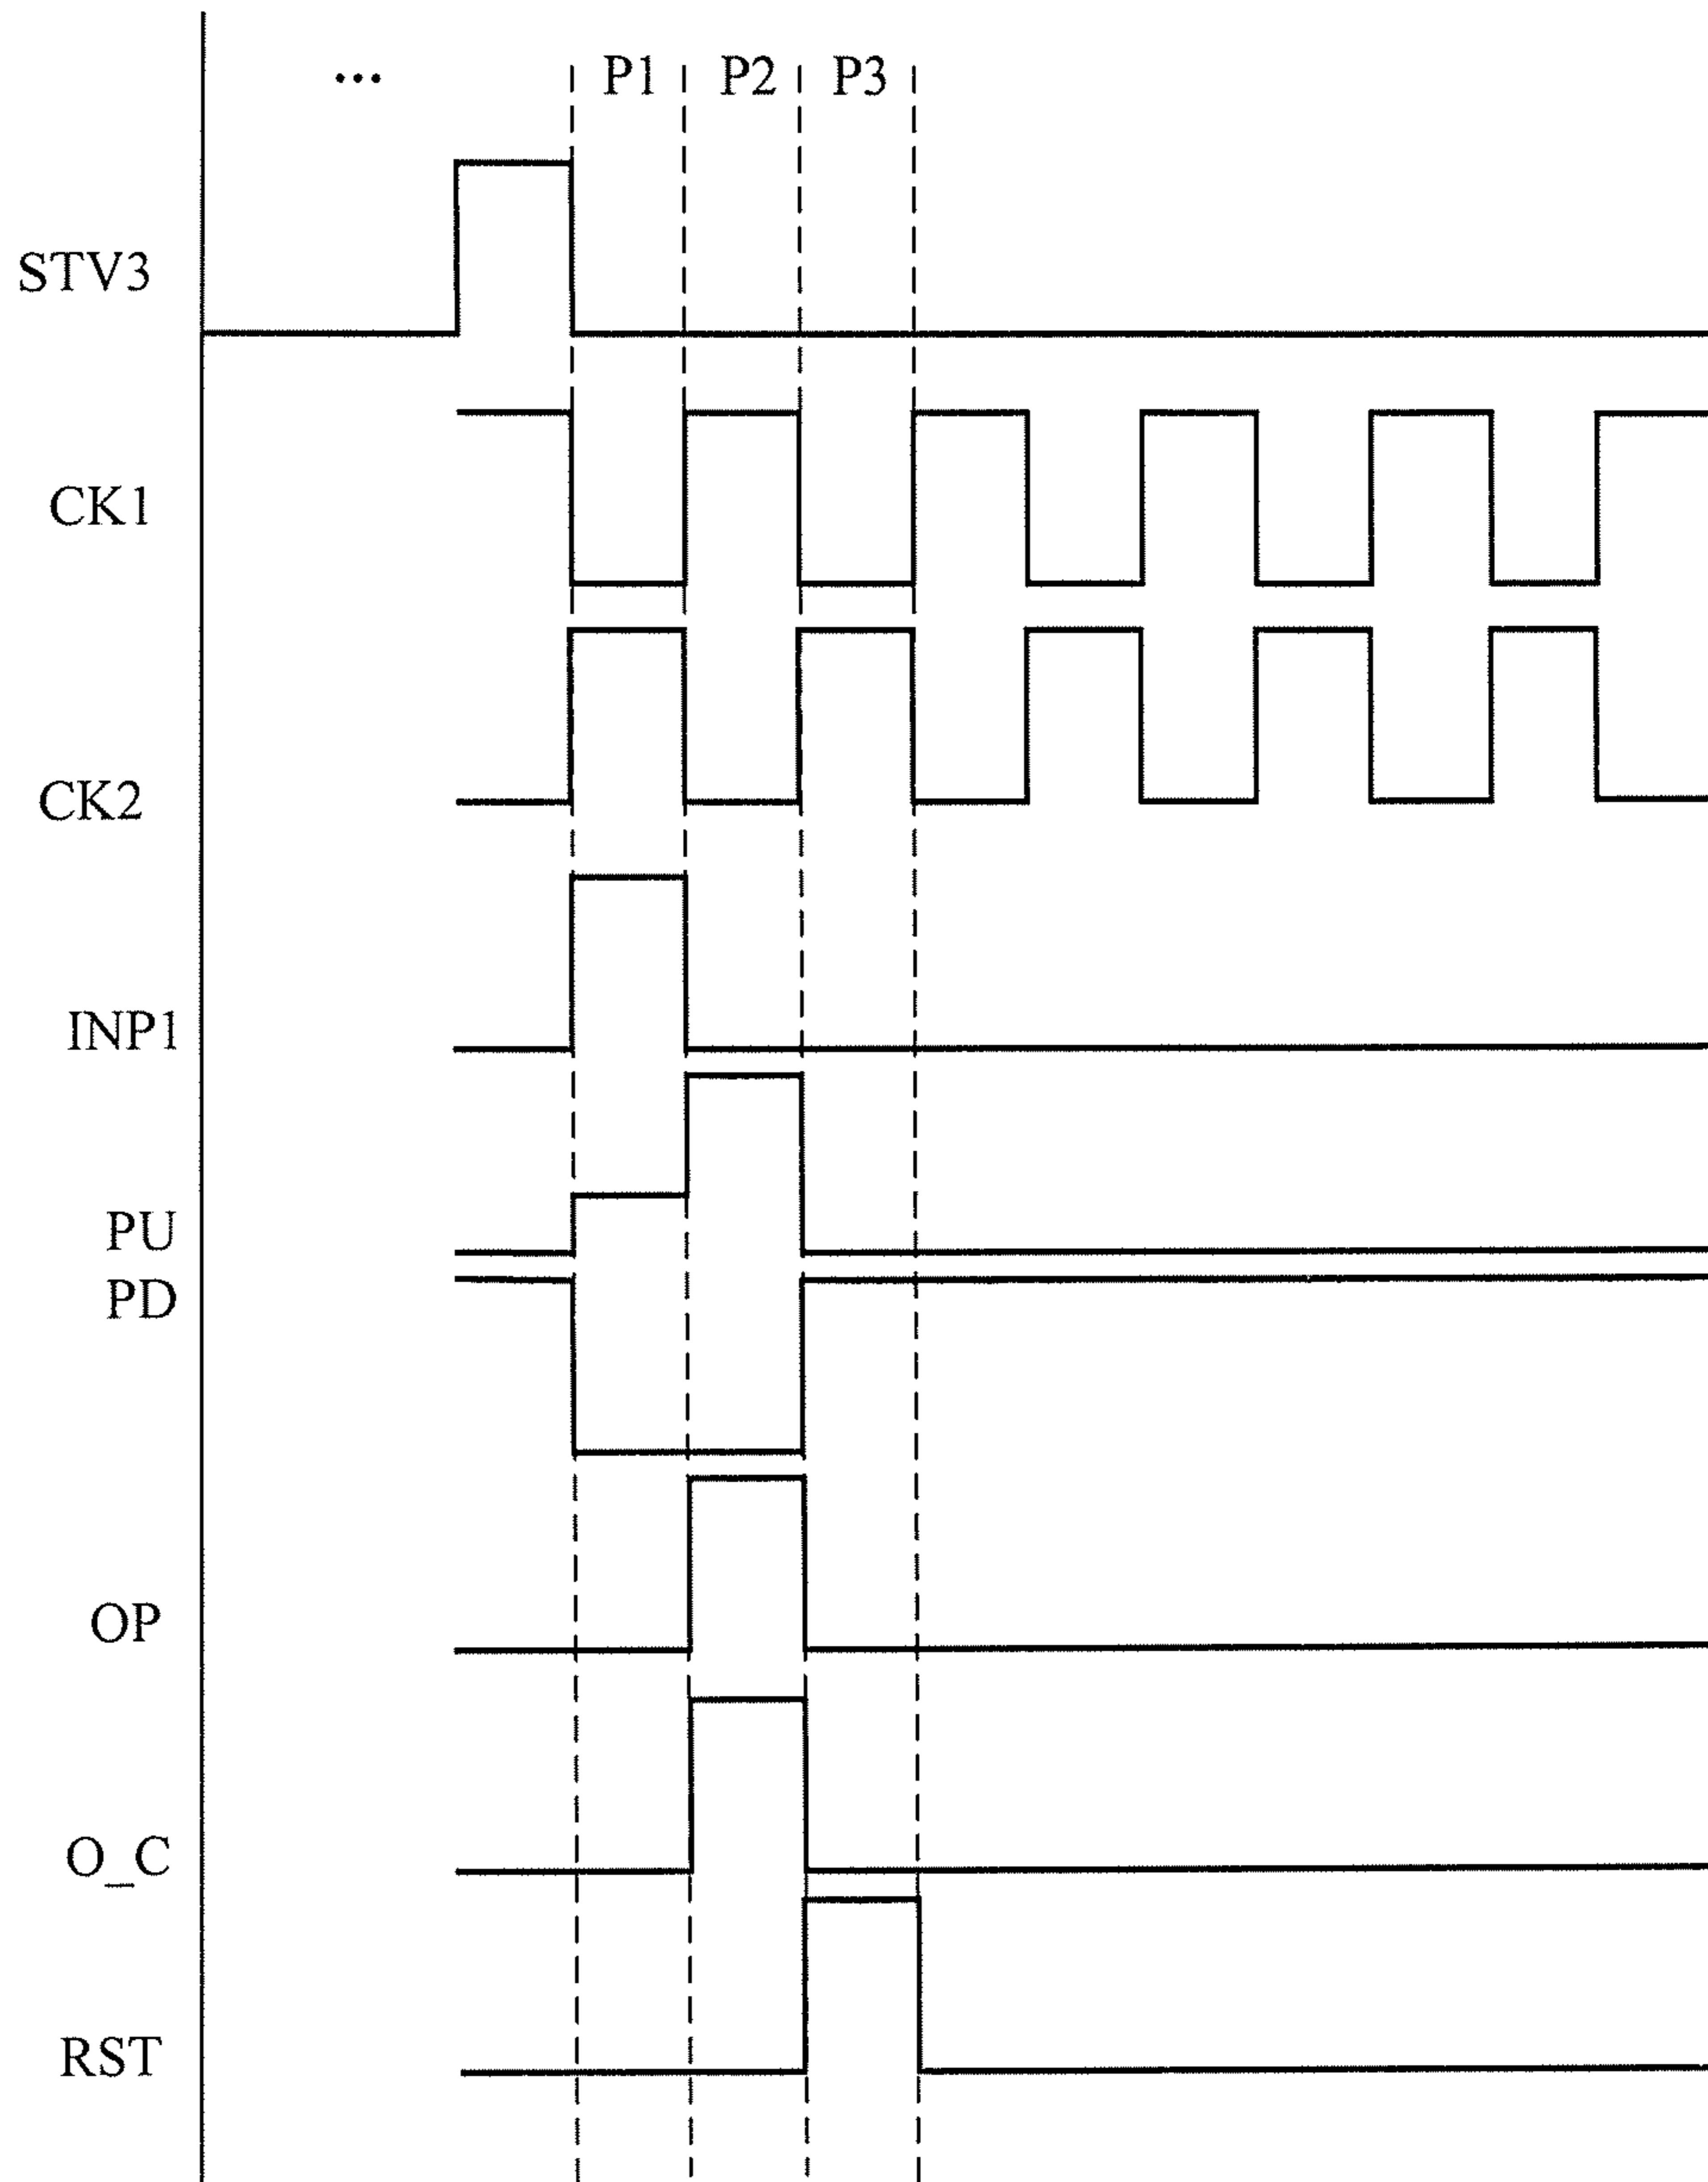 ... P1 P2 P3
STV3
CK1
CK2
INP1
PU
PD
OP
O_C
RST